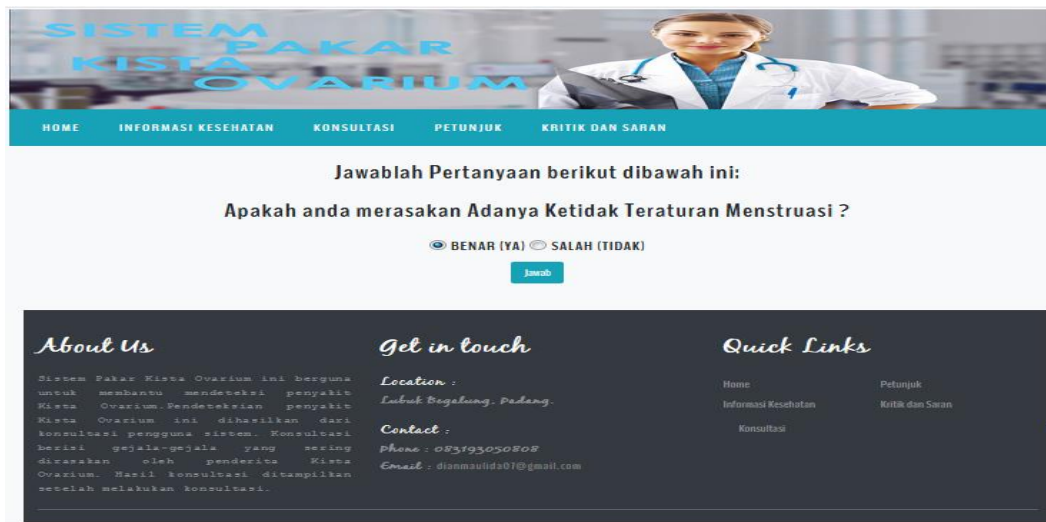 SISTEM
PAKAR
KISTA
OVARIUM
HOME INFORMASI KESEHATAN KONSULTASI PETUNJUK KRITIK DAN SARAN
Jawablah Pertanyaan berikut dibawah ini:
Apakah anda merasakan Adanya Ketidak Teraturan Menstruasi ?
BENAR (YA) SALAH (TIDAK)
Jawab
About Us
Sistem Pakar Kista Ovarium ini berguna
untuk membantu mendeteksi penyakit
Kista Ovarium.Pendeteksian penyakit
Kista Ovarium ini dihasilkan dari
konsultasi pengguna sistem. Konsultasi
berisi gejala-gejala yang sering
dirasakan oleh penderita Kista
Ovarium. Hasil konsultasi ditampilkan
setelah melakukan konsultasi.
Get in touch
Location :
Lubuk Begalung, Padang.
Contact :
Phone : 083193050808
Email : dianmaulida07@gmail.com
Quick Links
Home Petunjuk
Informasi Kesehatan Kritik dan Saran
Konsultasi